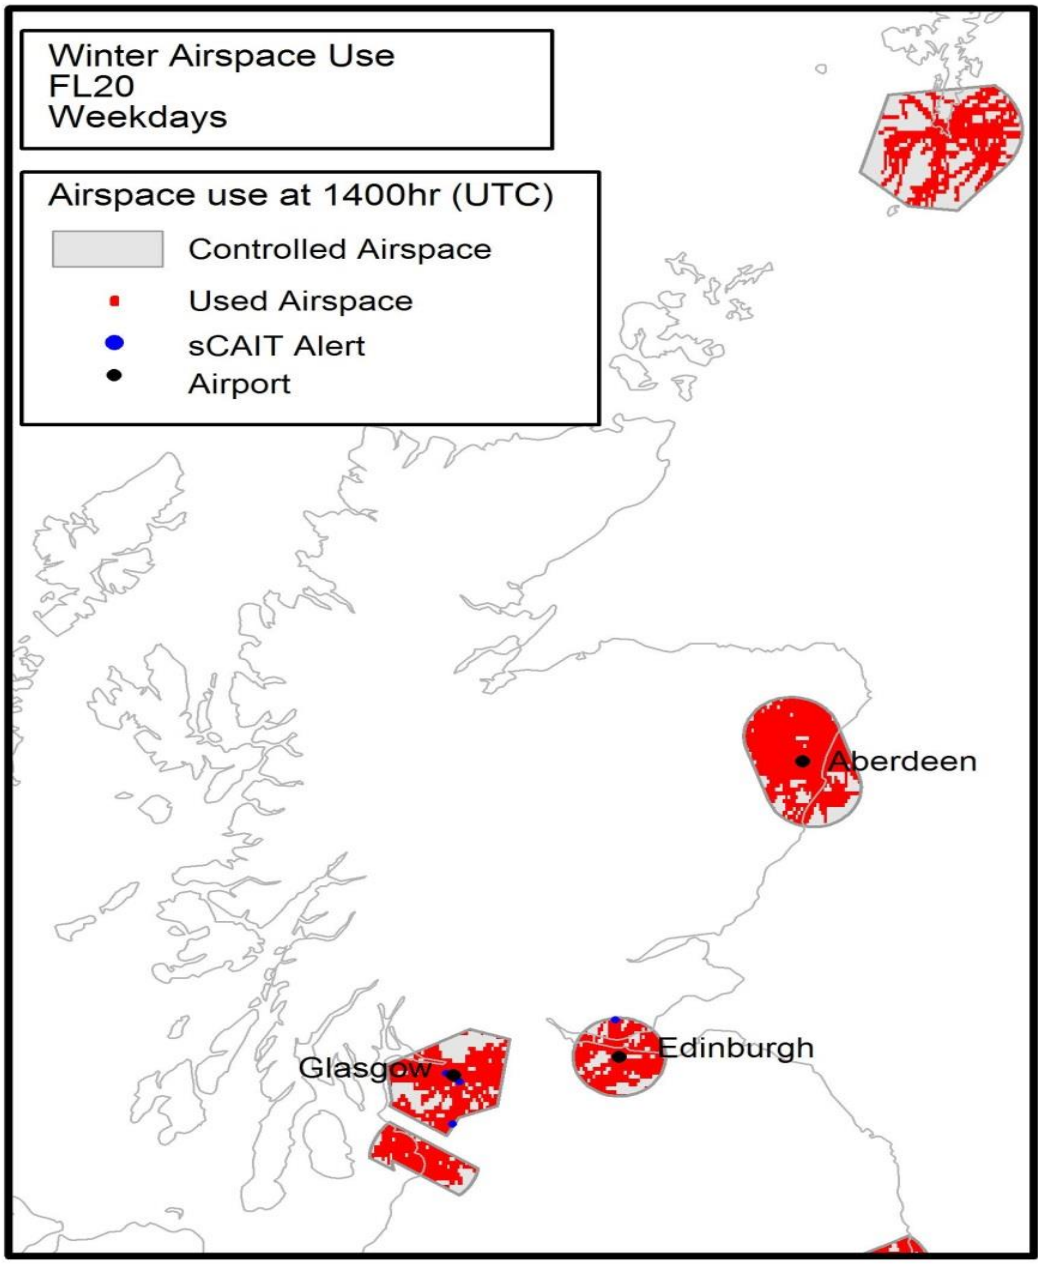 Winter Airspace Use
FL20
Weekdays
Airspace use at 1400hr (UTC)
Controlled Airspace
Used Airspace
sCAIT Alert
Airport
Aberdeen
Edinburgh
Glasgow